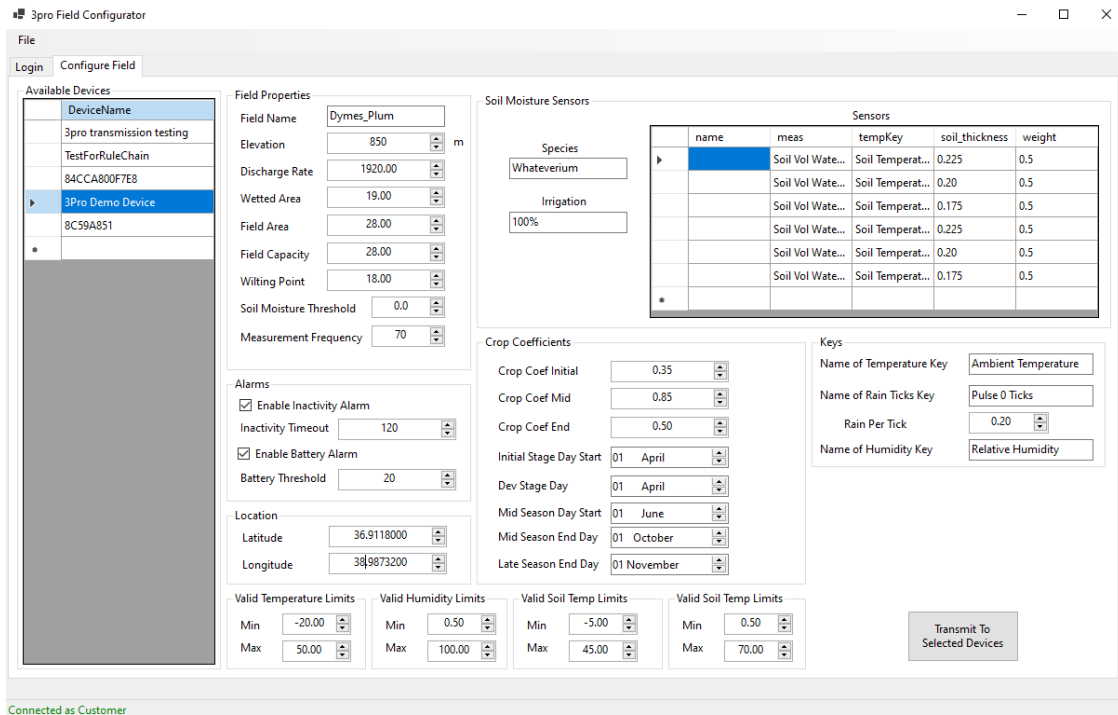 3pro Field Configurator
File
Login Configure Field
Available Devices
DeviceName
3pro transmission testing
TestForRuleChain
84CCA800F7E8
3Pro Demo Device
8C59A851
Field Properties
Field Name Dymes_Plum
Elevation 850 m
Discharge Rate 1920.00
Wetted Area 19.00
Field Area 28.00
Field Capacity 28.00
Wilting Point 18.00
Soil Moisture Threshold 0.0
Measurement Frequency 70
Alarms
Enable Inactivity Alarm
Inactivity Timeout 120
Enable Battery Alarm
Battery Threshold 20
Location
Latitude 36.9118000
Longitude 38.9873200
Soil Moisture Sensors
Species
Whateverium
Irrigation
100%
Sensors
name meas tempKey soil_thickness weight
Soil Vol Wate... Soil Temperat... 0.225 0.5
Soil Vol Wate... Soil Temperat... 0.20 0.5
Soil Vol Wate... Soil Temperat... 0.175 0.5
Soil Vol Wate... Soil Temperat... 0.225 0.5
Soil Vol Wate... Soil Temperat... 0.20 0.5
Soil Vol Wate... Soil Temperat... 0.175 0.5
Crop Coefficients
Crop Coef Initial 0.35
Crop Coef Mid 0.85
Crop Coef End 0.50
Initial Stage Day Start 01 April
Dev Stage Day 01 April
Mid Season Day Start 01 June
Mid Season End Day 01 October
Late Season End Day 01 November
Keys
Name of Temperature Key Ambient Temperature
Name of Rain Ticks Key Pulse 0 Ticks
Rain Per Tick 0.20
Name of Humidity Key Relative Humidity
Valid Temperature Limits
Min -20.00
Max 50.00
Valid Humidity Limits
Min 0.50
Max 100.00
Valid Soil Temp Limits
Min -5.00
Max 45.00
Valid Soil Temp Limits
Min 0.50
Max 70.00
Transmit To
Selected Devices
Connected as Customer